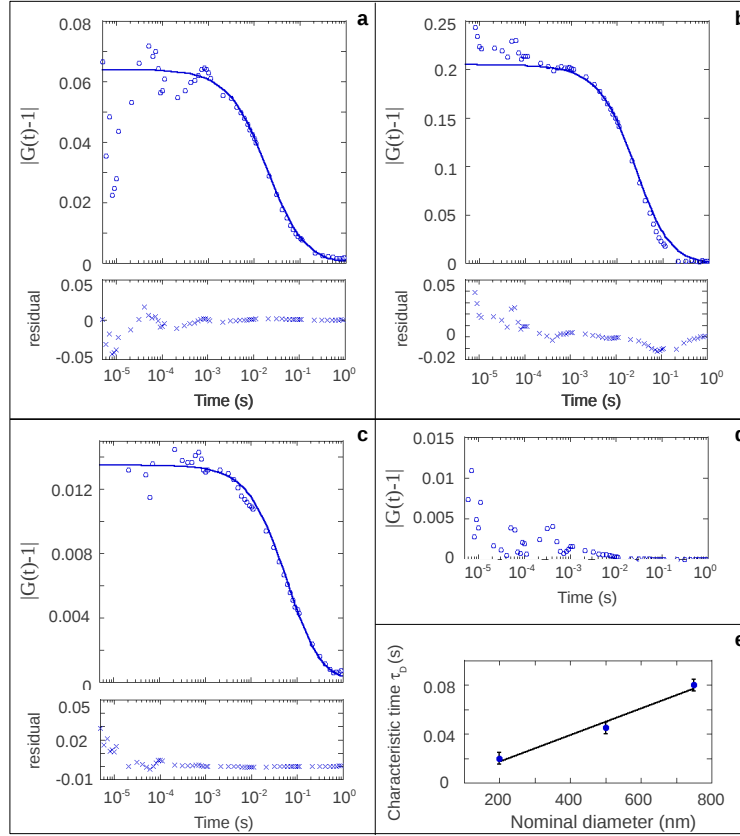 a
0.08
0.06
0.04
0.02
0
|G(t)-1|
0.05
0
-0.05
residual
10-5 10-4 10-3 10-2 10-1 100
Time (s)
b
0.25
0.2
0.15
0.1
0.05
0
|G(t)-1|
0.05
0
-0.02
residual
10-5 10-4 10-3 10-2 10-1 100
Time (s)
c
0.012
0.008
0.004
0
|G(t)-1|
0.05
0.02
-0.01
residual
10-5 10-4 10-3 10-2 10-1 100
Time (s)
d
0.015
0.01
0.005
0
|G(t)-1|
10-5 10-4 10-3 10-2 10-1 100
Time (s)
e
Characteristic time τD (s)
0.08
0.04
0
200 400 600 800
Nominal diameter (nm)